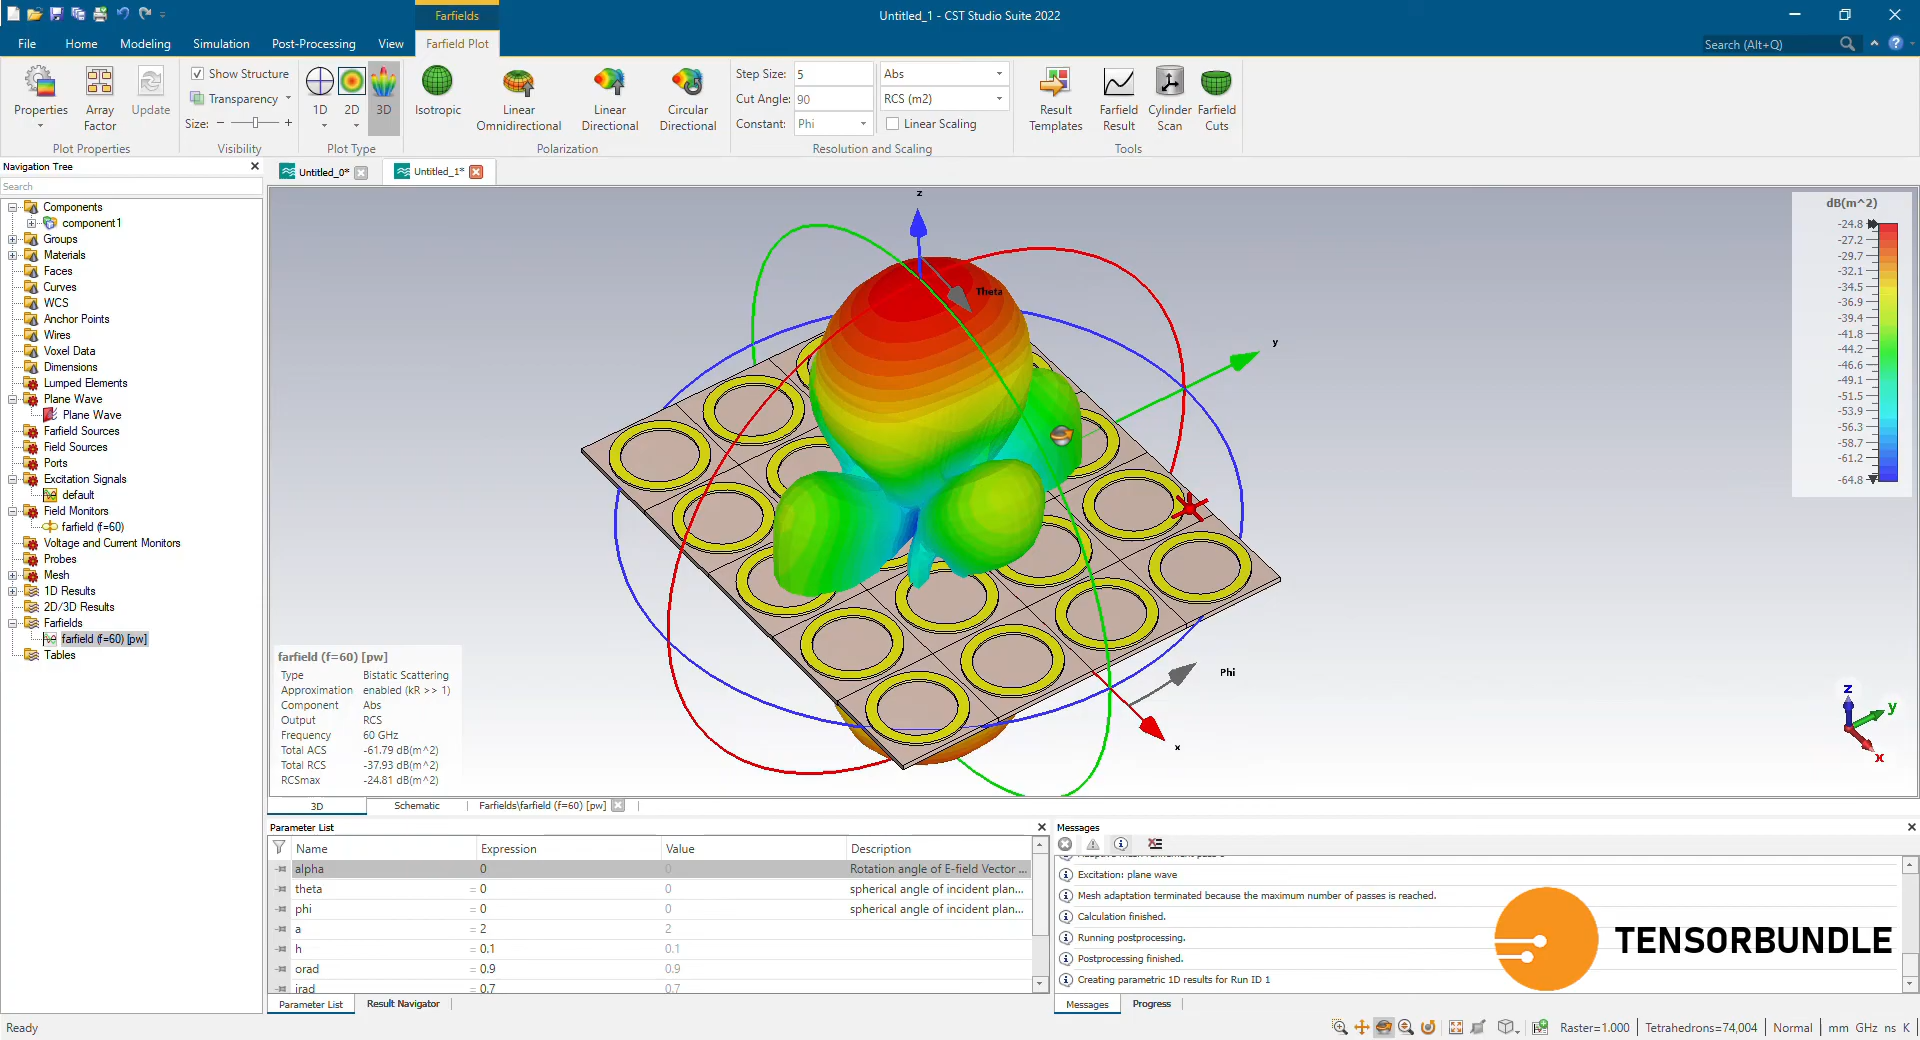 Farfields
Untitled_1 - CST Studio Suite 2022
File
Home
Modeling
Simulation
Post-Processing
View
Farfield Plot
Search (Alt+Q)
Properties
Array
Factor
Update
Plot Properties
Show Structure
Transparency
Size:
Visibility
1D
2D
3D
Plot Type
Isotropic
Linear
Omnidirectional
Linear
Directional
Circular
Directional
Polarization
Step Size: 5
Cut Angle: 90
Constant: Phi
Abs
RCS (m2)
Linear Scaling
Resolution and Scaling
Result
Templates
Farfield
Result
Cylinder
Scan
Farfield
Cuts
Tools
Navigation Tree
Search
Components
component1
Groups
Materials
Faces
Curves
WCS
Anchor Points
Wires
Voxel Data
Dimensions
Lumped Elements
Plane Wave
Plane Wave
Farfield Sources
Field Sources
Ports
Excitation Signals
default
Field Monitors
farfield (f=60)
Voltage and Current Monitors
Probes
Mesh
1D Results
2D/3D Results
Farfields
farfield (f=60) [pw]
Tables
Untitled_0*
Untitled_1*
z
Theta
y
Phi
x
dB(m^2)
-24.8
-27.2
-29.7
-32.1
-34.5
-36.9
-39.4
-41.8
-44.2
-46.6
-49.1
-51.5
-53.9
-56.3
-58.7
-61.2
-64.8
z
y
x
farfield (f=60) [pw]
Type Bistatic Scattering
Approximation enabled (kR >> 1)
Component Abs
Output RCS
Frequency 60 GHz
Total ACS -61.79 dB(m^2)
Total RCS -37.93 dB(m^2)
RCSmax -24.81 dB(m^2)
3D
Schematic
Farfields\farfield (f=60) [pw]
Parameter List
Name Expression Value Description
alpha 0 0 Rotation angle of E-field Vector ...
theta = 0 0 spherical angle of incident plan...
phi = 0 0 spherical angle of incident plan...
a = 2 2
h = 0.1 0.1
orad = 0.9 0.9
irad = 0.7 0.7
Parameter List
Result Navigator
Messages
Excitation: plane wave
Mesh adaptation terminated because the maximum number of passes is reached.
Calculation finished.
Running postprocessing.
Postprocessing finished.
Creating parametric 1D results for Run ID 1
TENSORBUNDLE
Messages
Progress
Ready
Raster=1.000
Tetrahedrons=74,004
Normal
mm GHz ns K